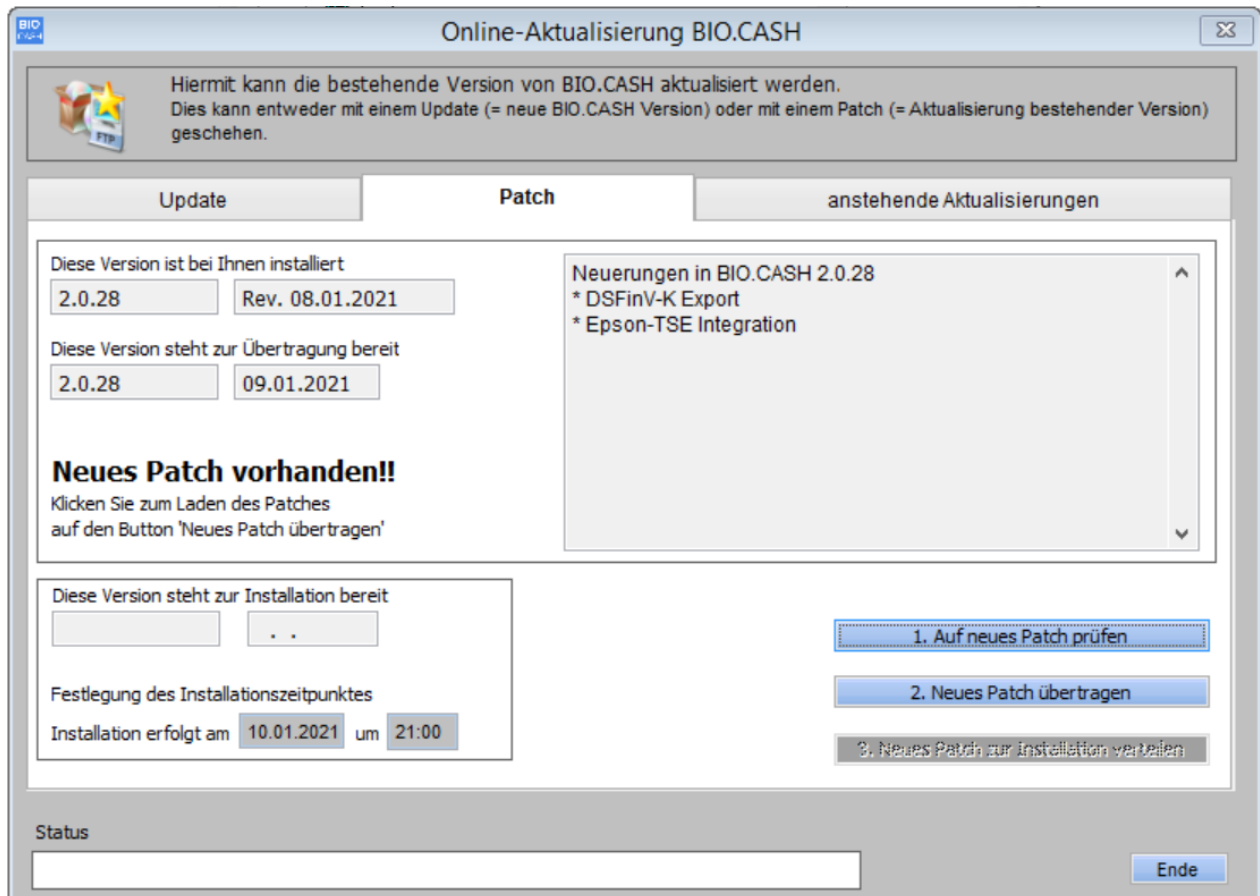 BIO
CASH
Online-Aktualisierung BIO.CASH
Hiermit kann die bestehende Version von BIO.CASH aktualisiert werden.
Dies kann entweder mit einem Update (= neue BIO.CASH Version) oder mit einem Patch (= Aktualisierung bestehender Version)
geschehen.
FTP
Update
Patch
anstehende Aktualisierungen
Diese Version ist bei Ihnen installiert
2.0.28
Rev. 08.01.2021
Diese Version steht zur Übertragung bereit
2.0.28
09.01.2021
Neues Patch vorhanden!!
Klicken Sie zum Laden des Patches
auf den Button 'Neues Patch übertragen'
Neuerungen in BIO.CASH 2.0.28
* DSFinV-K Export
* Epson-TSE Integration
Diese Version steht zur Installation bereit
. .
Festlegung des Installationszeitpunktes
Installation erfolgt am 10.01.2021 um 21:00
1. Auf neues Patch prüfen
2. Neues Patch übertragen
3. Neues Patch zur Installation verteilen
Status
Ende